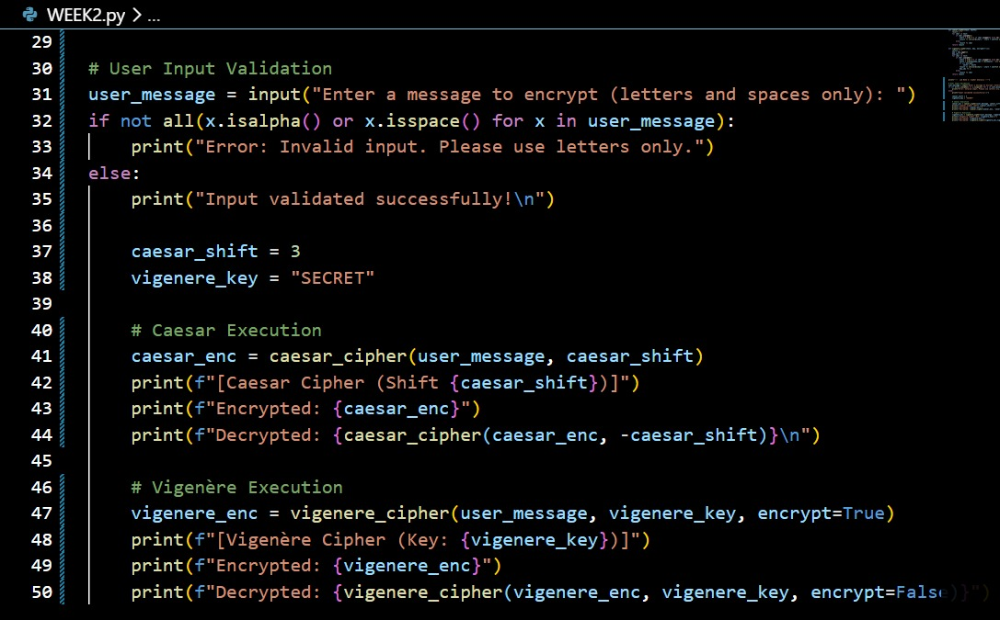 WEEK2.py > ...
29
30 # User Input Validation
31 user_message = input("Enter a message to encrypt (letters and spaces only): ")
32 if not all(x.isalpha() or x.isspace() for x in user_message):
33     print("Error: Invalid input. Please use letters only.")
34 else:
35     print("Input validated successfully!\n")
36
37     caesar_shift = 3
38     vigenere_key = "SECRET"
39
40     # Caesar Execution
41     caesar_enc = caesar_cipher(user_message, caesar_shift)
42     print(f"[Caesar Cipher (Shift {caesar_shift})]")
43     print(f"Encrypted: {caesar_enc}")
44     print(f"Decrypted: {caesar_cipher(caesar_enc, -caesar_shift)}\n")
45
46     # Vigenère Execution
47     vigenere_enc = vigenere_cipher(user_message, vigenere_key, encrypt=True)
48     print(f"[Vigenère Cipher (Key: {vigenere_key})]")
49     print(f"Encrypted: {vigenere_enc}")
50     print(f"Decrypted: {vigenere_cipher(vigenere_enc, vigenere_key, encrypt=False)}")